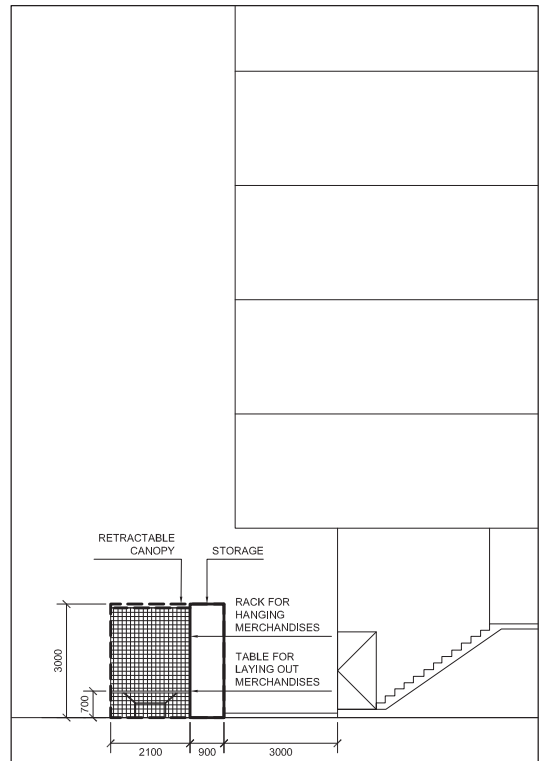 RETRACTABLE
CANOPY
STORAGE
RACK FOR
HANGING
MERCHANDISES
TABLE FOR
LAYING OUT
MERCHANDISES
3000
700
2100
900
3000